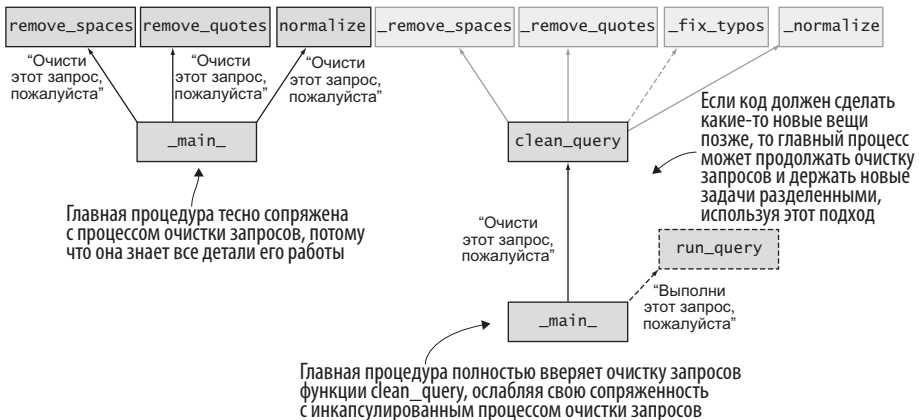 remove_spaces
remove_quotes
normalize
_remove_spaces
_remove_quotes
_fix_typos
_normalize
“Очисти
этот запрос,
пожалуйста”
“Очисти
этот запрос,
пожалуйста”
“Очисти
этот запрос,
пожалуйста”
_main_
Главная процедура тесно сопряжена
с процессом очистки запросов, потому
что она знает все детали его работы
clean_query
Если код должен сделать
какие-то новые вещи
позже, то главный процесс
может продолжать очистку
запросов и держать новые
задачи разделенными,
используя этот подход
“Очисти
этот запрос,
пожалуйста”
run_query
“Выполни
этот запрос,
пожалуйста”
_main_
Главная процедура полностью вверяет очистку запросов
функции clean_query, ослабляя свою сопряженность
с инкапсулированным процессом очистки запросов